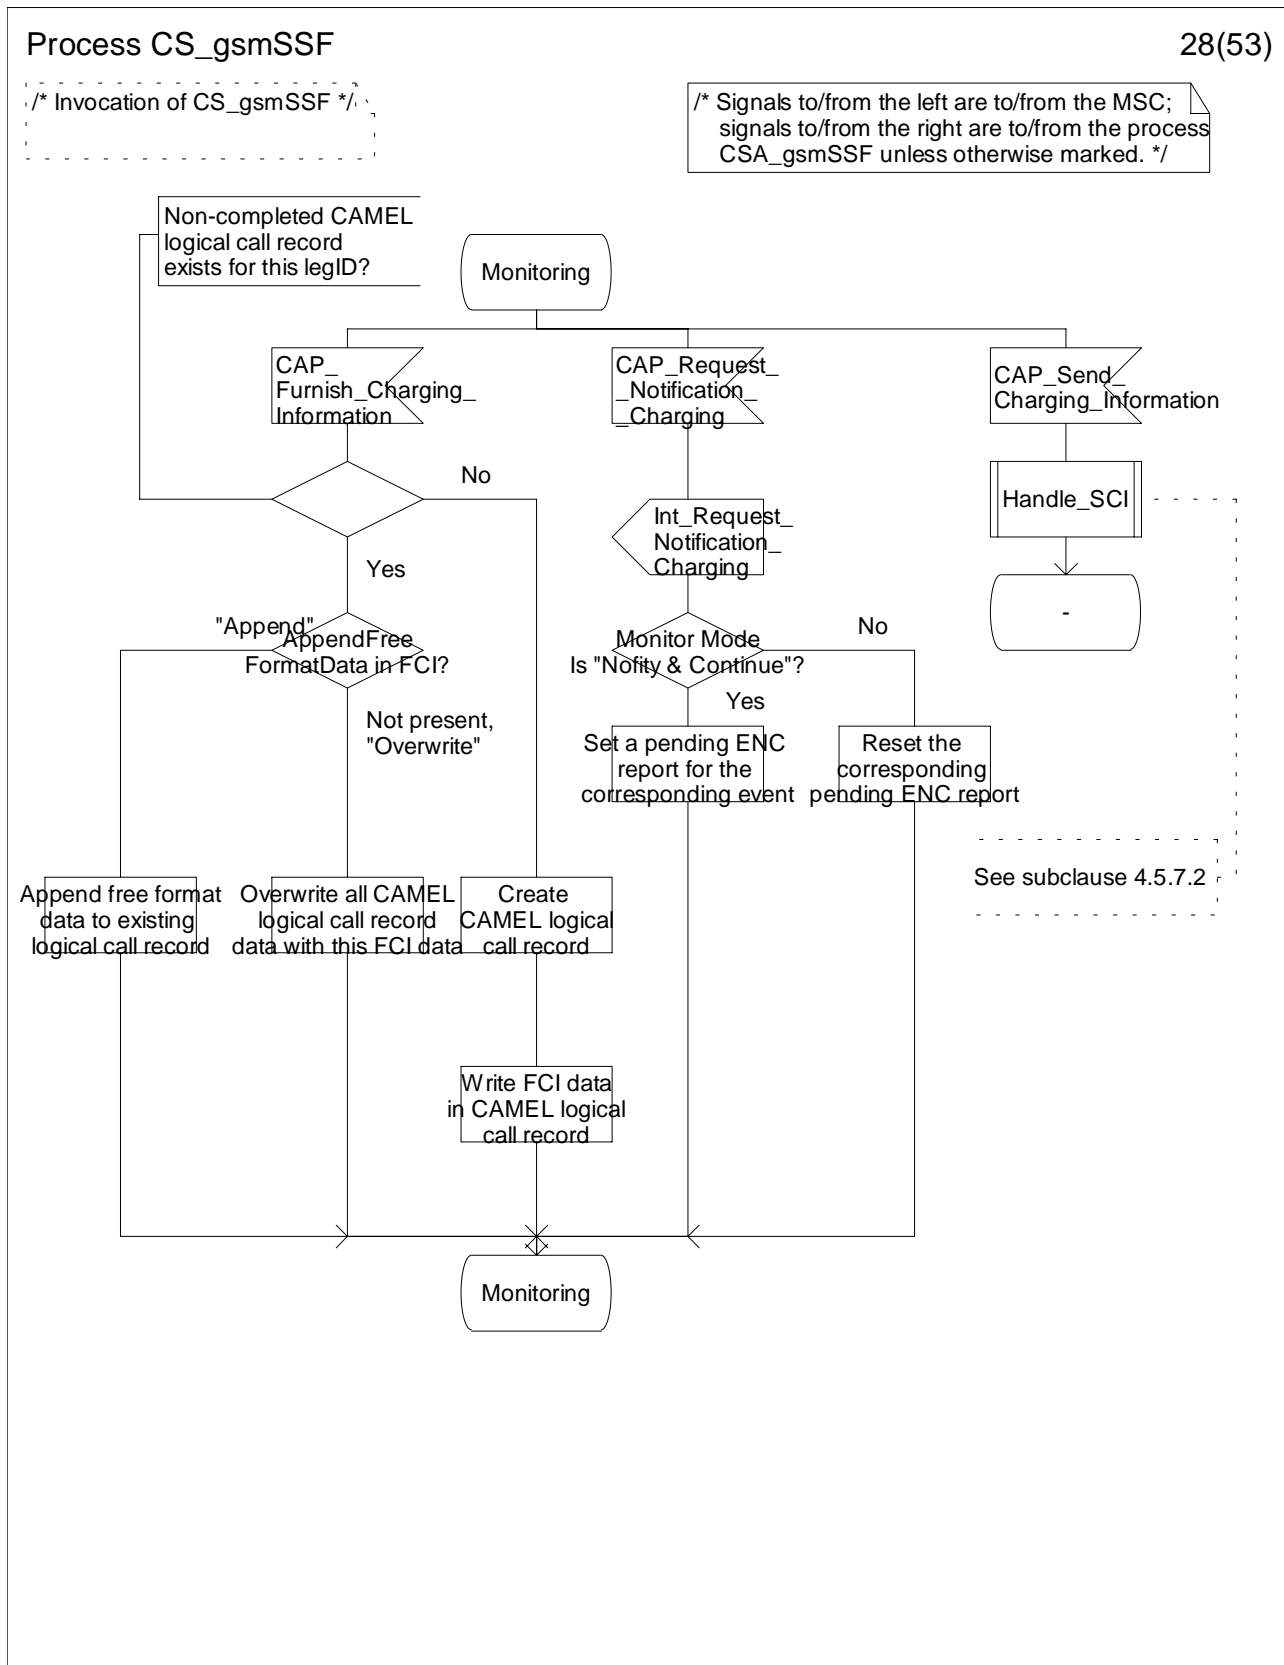 Process CS_gsmSSF
28(53)
/* Invocation of CS_gsmSSF */
/* Signals to/from the left are to/from the MSC;
signals to/from the right are to/from the process
CSA_gsmSSF unless otherwise marked. */
Non-completed CAMEL
logical call record
exists for this legID?
Monitoring
CAP_
Furnish_Charging_
Information
CAP_Request_
_Notification_
_Charging
CAP_Send_
Charging_Information
No
Handle_SCI
Int_Request_
Notification_
Charging
Yes
-
"Append"
AppendFree
FormatData in FCI?
Monitor Mode
Is "Nofity & Continue"?
No
Not present,
"Overwrite"
Yes
Set a pending ENC
report for the
corresponding event
Reset the
corresponding
pending ENC report
See subclause 4.5.7.2
Append free format
data to existing
logical call record
Overwrite all CAMEL
logical call record
data with this FCI data
Create
CAMEL logical
call record
Write FCI data
in CAMEL logical
call record
Monitoring